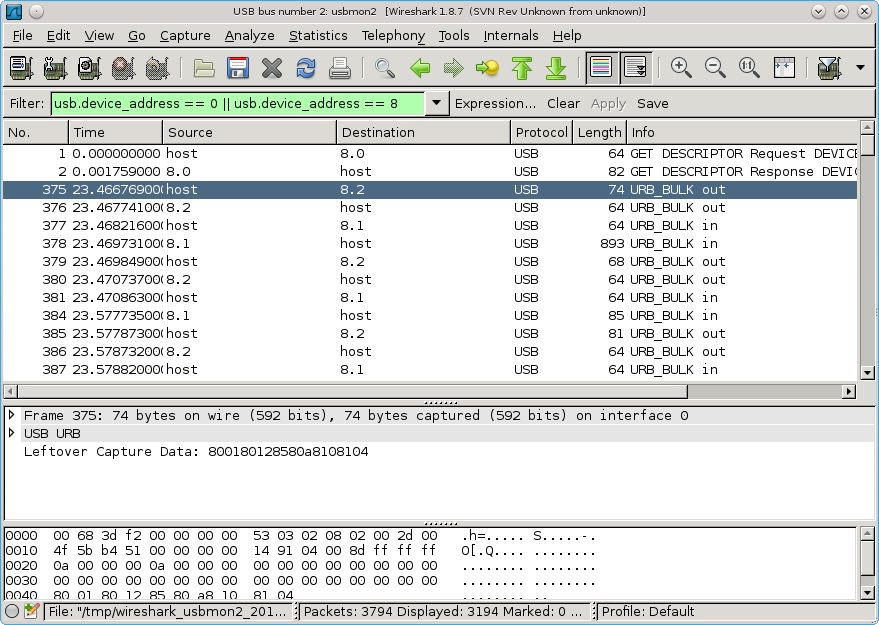 USB bus number 2: usbmon2 [Wireshark 1.8.7 (SVN Rev Unknown from unknown)]
File Edit View Go Capture Analyze Statistics Telephony Tools Internals Help
Filter: usb.device_address == 0 || usb.device_address == 8 Expression... Clear Apply Save
No. Time Source Destination Protocol Length Info
1 0.000000000 host 8.0 USB 64 GET DESCRIPTOR Request DEVICE
2 0.001759000 8.0 host USB 82 GET DESCRIPTOR Response DEVIC
375 23.46676900 host 8.2 USB 74 URB_BULK out
376 23.46774100 8.2 host USB 64 URB_BULK out
377 23.46821600 host 8.1 USB 64 URB_BULK in
378 23.46973100 8.1 host USB 893 URB_BULK in
379 23.46984900 host 8.2 USB 68 URB_BULK out
380 23.47073700 8.2 host USB 64 URB_BULK out
381 23.47086300 host 8.1 USB 64 URB_BULK in
384 23.57773500 8.1 host USB 85 URB_BULK in
385 23.57787300 host 8.2 USB 81 URB_BULK out
386 23.57873200 8.2 host USB 64 URB_BULK out
387 23.57882000 host 8.1 USB 64 URB_BULK in
Frame 375: 74 bytes on wire (592 bits), 74 bytes captured (592 bits) on interface 0
USB URB
Leftover Capture Data: 800180128580a8108104
0000 00 68 3d f2 00 00 00 00 53 03 02 08 02 00 2d 00 .h=..... S.....-.
0010 4f 5b b4 51 00 00 00 00 14 91 04 00 8d ff ff ff O[.Q.... ........
0020 0a 00 00 00 0a 00 00 00 00 00 00 00 00 00 00 00 ........ ........
0030 00 00 00 00 00 00 00 00 00 00 00 00 00 00 00 00 ........ ........
0040 80 01 80 12 85 80 a8 10 81 04 ........ ..
File: "/tmp/wireshark_usbmon2_201... Packets: 3794 Displayed: 3194 Marked: 0 ... Profile: Default